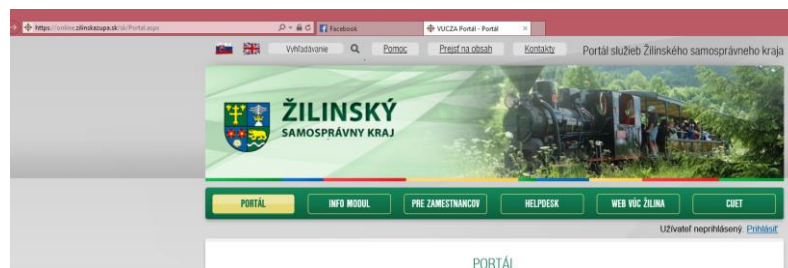 https://online.zilinskazupa.sk/sk/Portal.aspx
Facebook
VUCZA Portál - Portál
Vyhľadávanie
Pomoc
Prejsť na obsah
Kontakty
Portál služieb Žilinského samosprávneho kraja
ŽILINSKÝ
SAMOSPRÁVNY KRAJ
PORTÁL
INFO MODUL
PRE ZAMESTNANCOV
HELPDESK
WEB VÚC ŽILINA
CUET
Užívateľ neprihlásený. Prihlásiť
PORTÁL